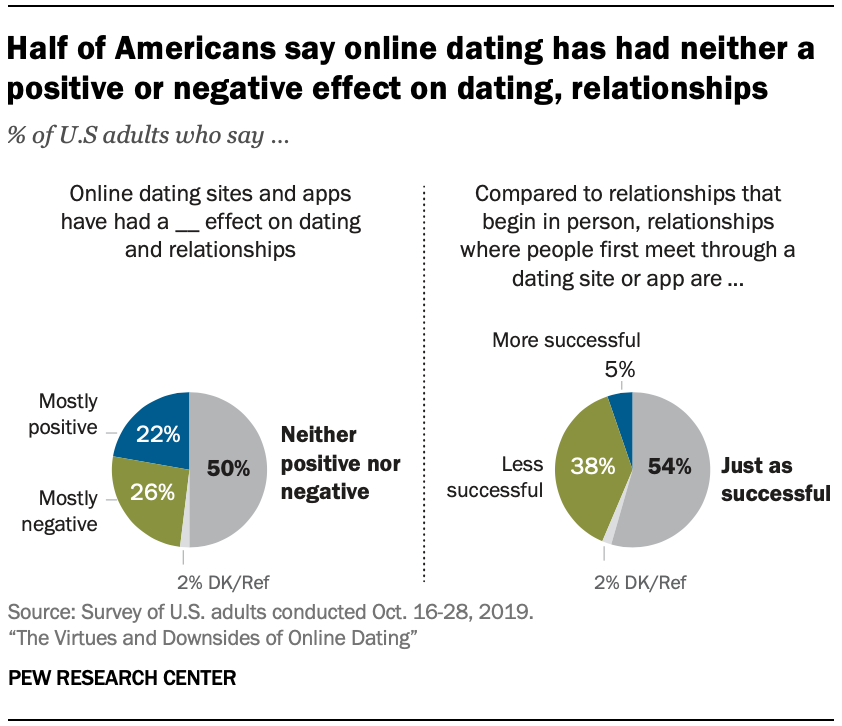 Half of Americans say online dating has had neither a
positive or negative effect on dating, relationships
% of U.S adults who say ...
Online dating sites and apps
have had a __ effect on dating
and relationships
Mostly
positive
22%
Mostly
negative
26%
50%
Neither
positive nor
negative
2% DK/Ref
Compared to relationships that
begin in person, relationships
where people first meet through a
dating site or app are ...
More successful
5%
Less
successful
38%
54%
Just as
successful
2% DK/Ref
Source: Survey of U.S. adults conducted Oct. 16-28, 2019.
“The Virtues and Downsides of Online Dating”
PEW RESEARCH CENTER